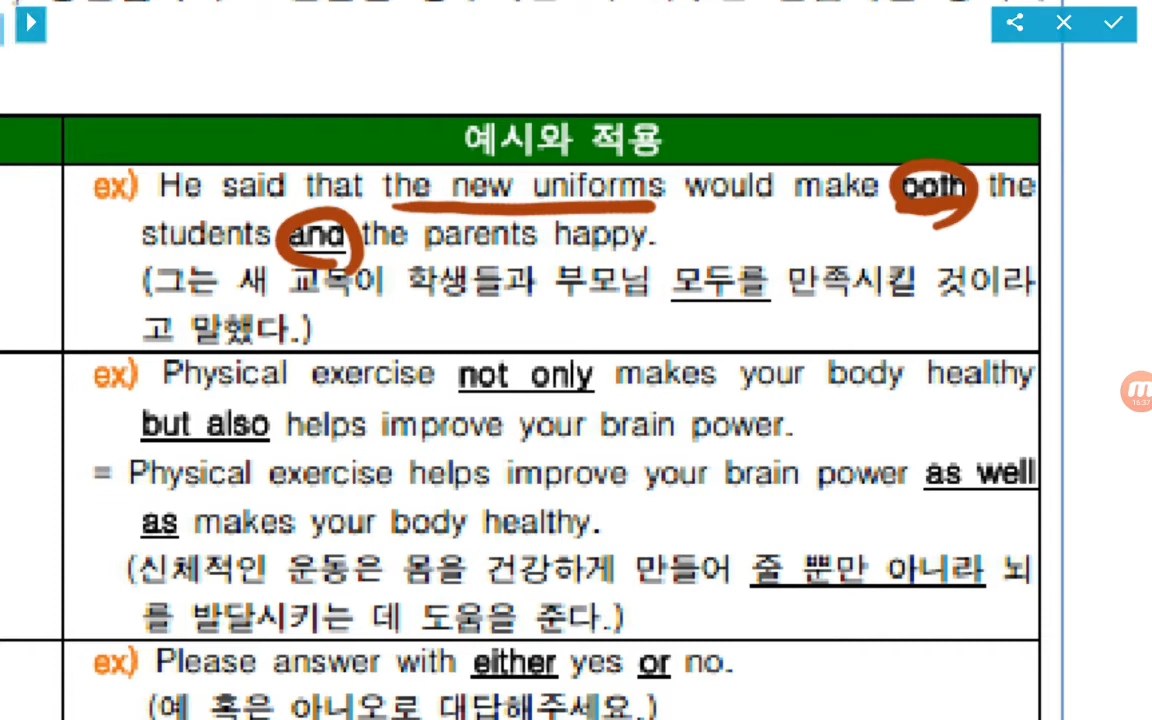 예시와 적용
ex) He said that the new uniforms would make both the
students and the parents happy.
(그는 새 교복이 학생들과 부모님 모두를 만족시킬 것이라
고 말했다.)
ex) Physical exercise not only makes your body healthy
but also helps improve your brain power.
= Physical exercise helps improve your brain power as well
as makes your body healthy.
(신체적인 운동은 몸을 건강하게 만들어 줄 뿐만 아니라 뇌
를 발달시키는 데 도움을 준다.)
ex) Please answer with either yes or no.
(예 혹은 아니오로 대답해주세요.)